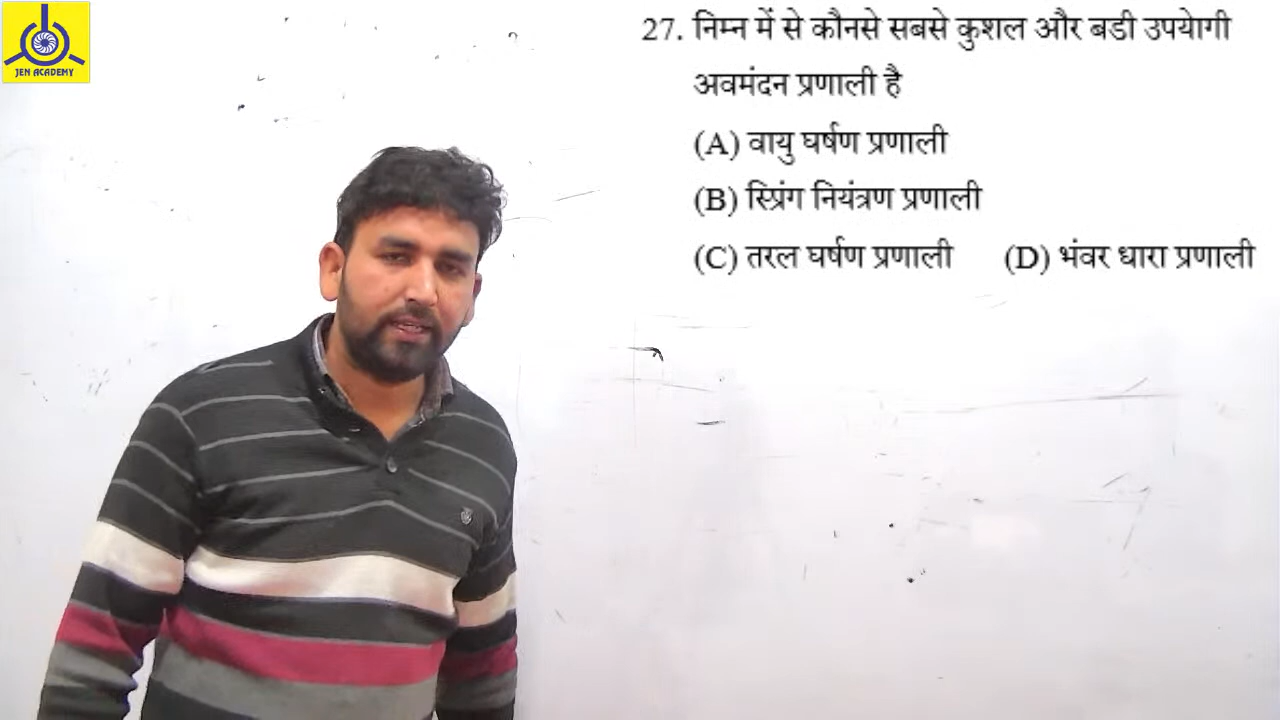 JEN ACADEMY
27. निम्न में से कौनसे सबसे कुशल और बडी उपयेागी
अवमंदन प्रणाली है
(A) वायु घर्षण प्रणाली
(B) स्प्रिंग नियंत्रण प्रणाली
(C) तरल घर्षण प्रणाली (D) भंवर धारा प्रणाली